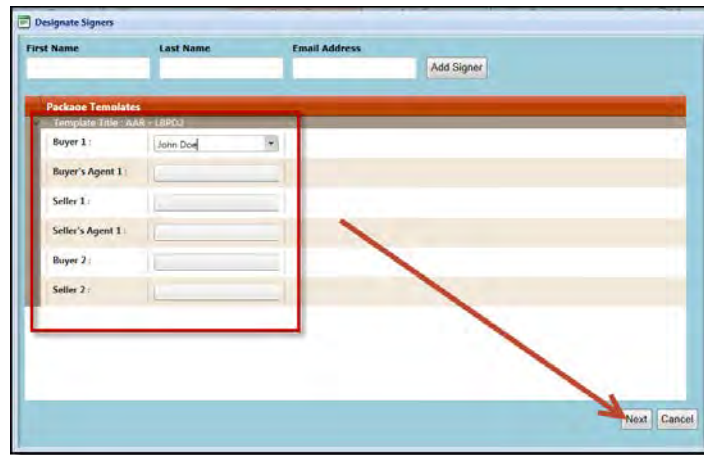 Designate Signers
First Name Last Name Email Address
Add Signer
Package Templates
Template Title : AAR - LBPD2
Buyer 1 : John Doe
Buyer's Agent 1 :
Seller 1 :
Seller's Agent 1 :
Buyer 2 :
Seller 2 :
Next Cancel